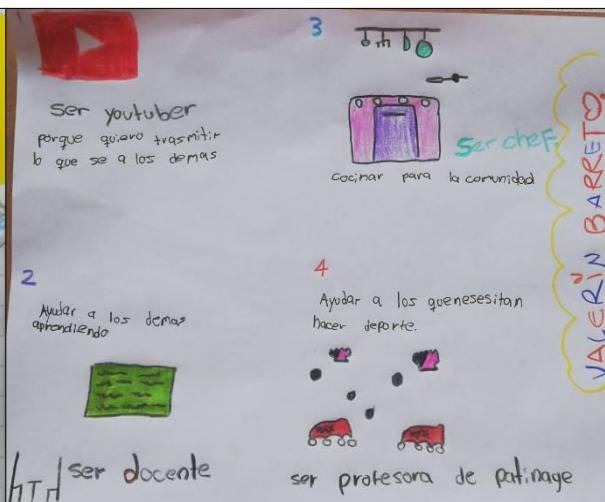 ser youtuber
porque quiero trasmitir
lo que se a los demas
2
Ayudar a los demas
aprendiendo
ser docente
3
Ser chef.
cocinar para la comunidad
4
Ayudar a los quenesesitan
hacer deporte.
ser profesora de patinage
VALERIN BARRETO